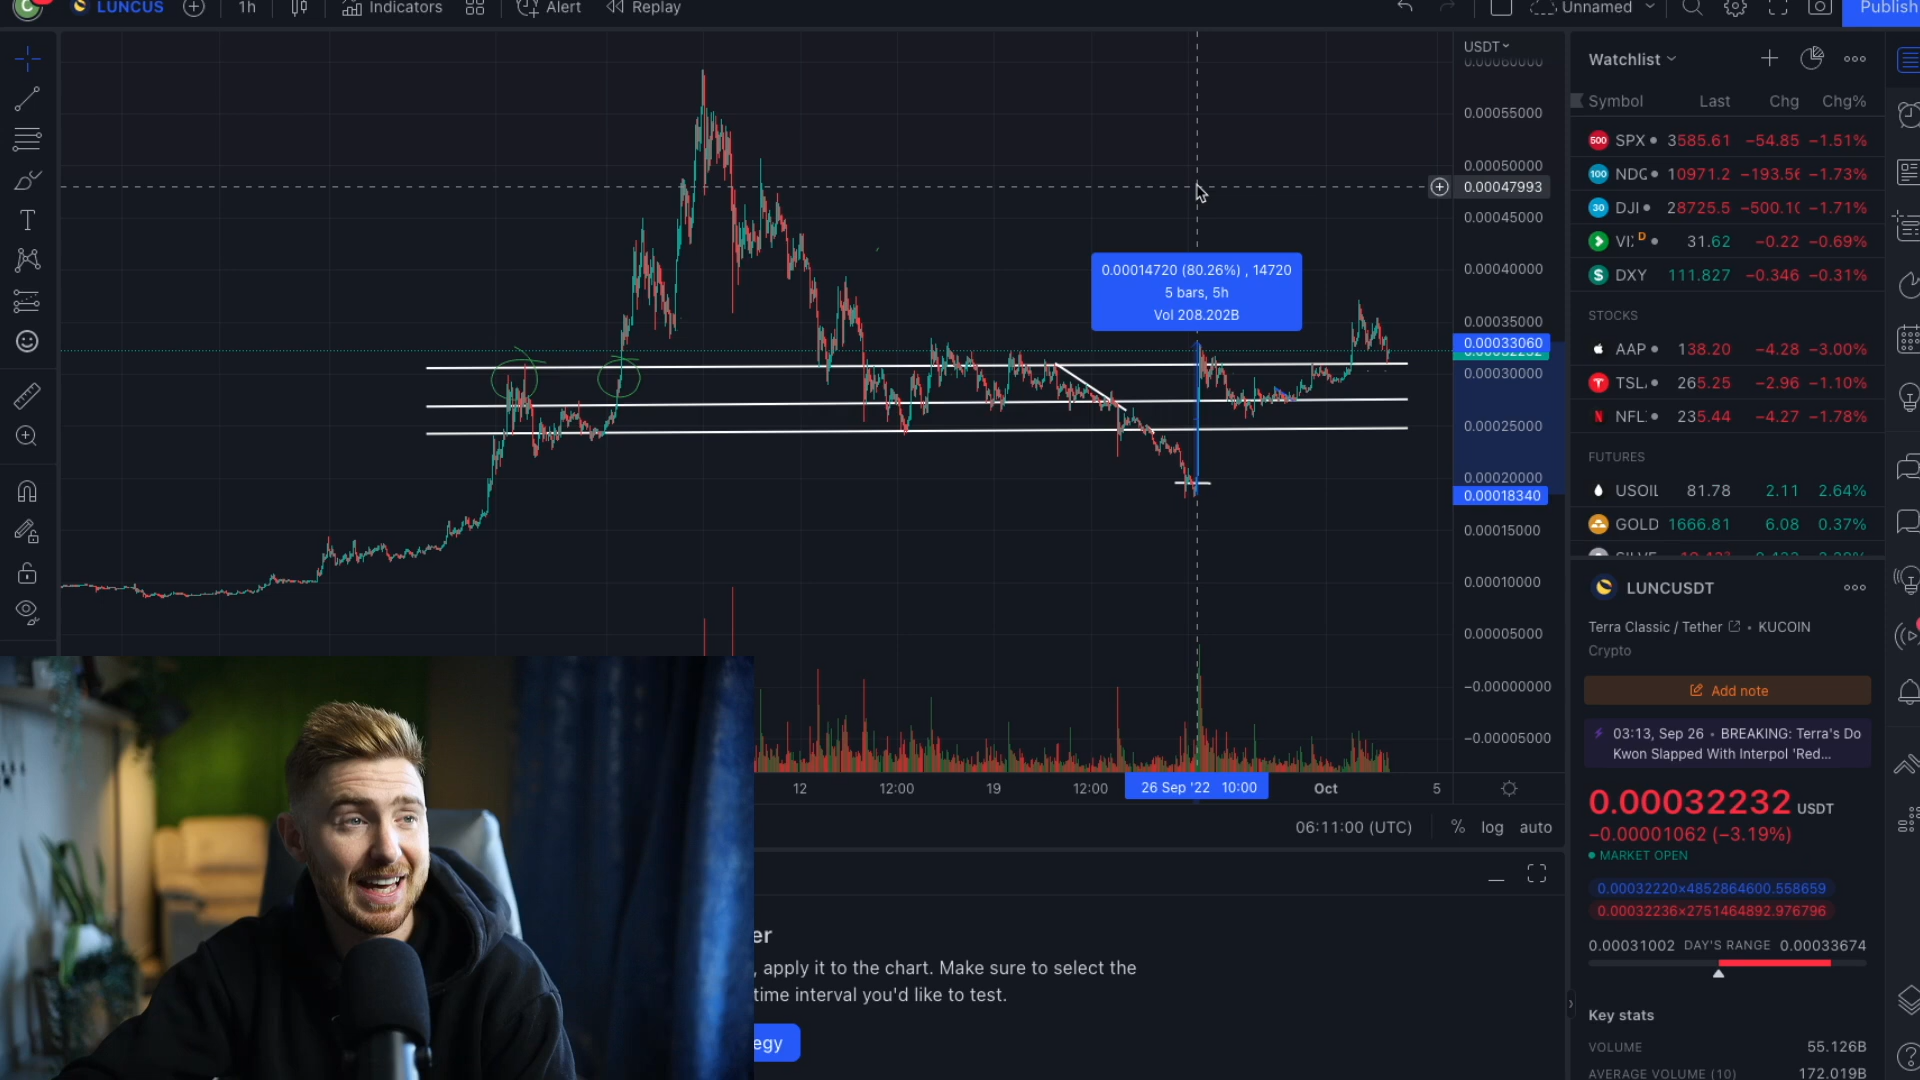 LUNCUS
1h
Indicators
Alert
Replay
Unnamed
Publish
USDT
0.00060000
0.00055000
0.00050000
0.00047993
0.00045000
0.00040000
0.00035000
0.00033060
0.00032232
0.00030000
0.00025000
0.00020000
0.00018340
0.00015000
0.00010000
0.00005000
−0.00000000
−0.00005000
0.00014720 (80.26%) , 14720
5 bars, 5h
Vol 208.202B
12
12:00
19
12:00
26 Sep '22 10:00
Oct
5
06:11:00 (UTC)
%
log
auto
er
, apply it to the chart. Make sure to select the
time interval you'd like to test.
egy
Watchlist
Symbol Last Chg Chg%
500 SPX 3585.61 −54.85 −1.51%
100 NDC 10971.2 −193.56 −1.73%
30 DJI 28725.5 −500.10 −1.71%
VI: D 31.62 −0.22 −0.69%
S DXY 111.827 −0.346 −0.31%
STOCKS
AAP 138.20 −4.28 −3.00%
TSL 265.25 −2.96 −1.10%
NFL 235.44 −4.27 −1.78%
FUTURES
USOIL 81.78 2.11 2.64%
GOLD 1666.81 6.08 0.37%
LUNCUSDT
Terra Classic / Tether • KUCOIN
Crypto
Add note
03:13, Sep 26 • BREAKING: Terra's Do
Kwon Slapped With Interpol 'Red...
0.00032232 USDT
−0.00001062 (−3.19%)
MARKET OPEN
0.00032220×4852864600.558659
0.00032236×2751464892.976796
0.00031002 DAY'S RANGE 0.00033674
Key stats
VOLUME 55.126B
AVERAGE VOLUME (10) 172.019B